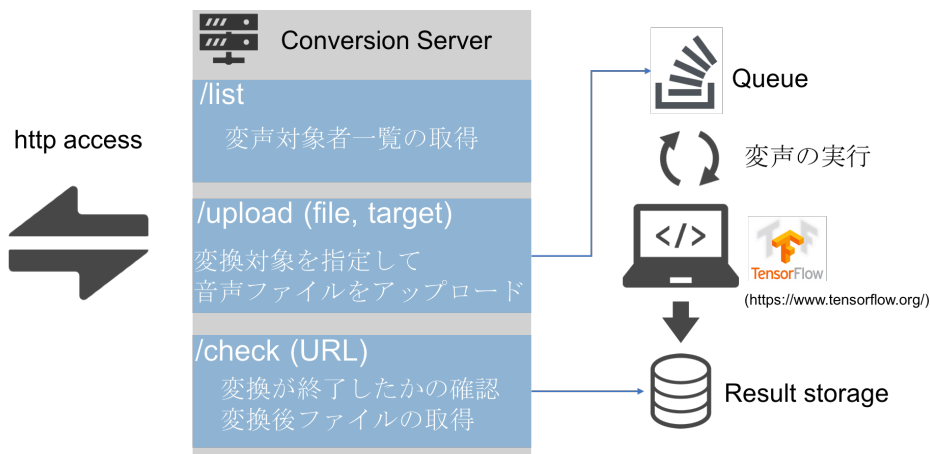 Conversion Server
/list
変声対象者一覧の取得
http access
/upload (file, target)
変換対象を指定して
音声ファイルをアップロード
/check (URL)
変換が終了したかの確認
変換後ファイルの取得
Queue
変声の実行
</>
TensorFlow
(https://www.tensorflow.org/)
Result storage